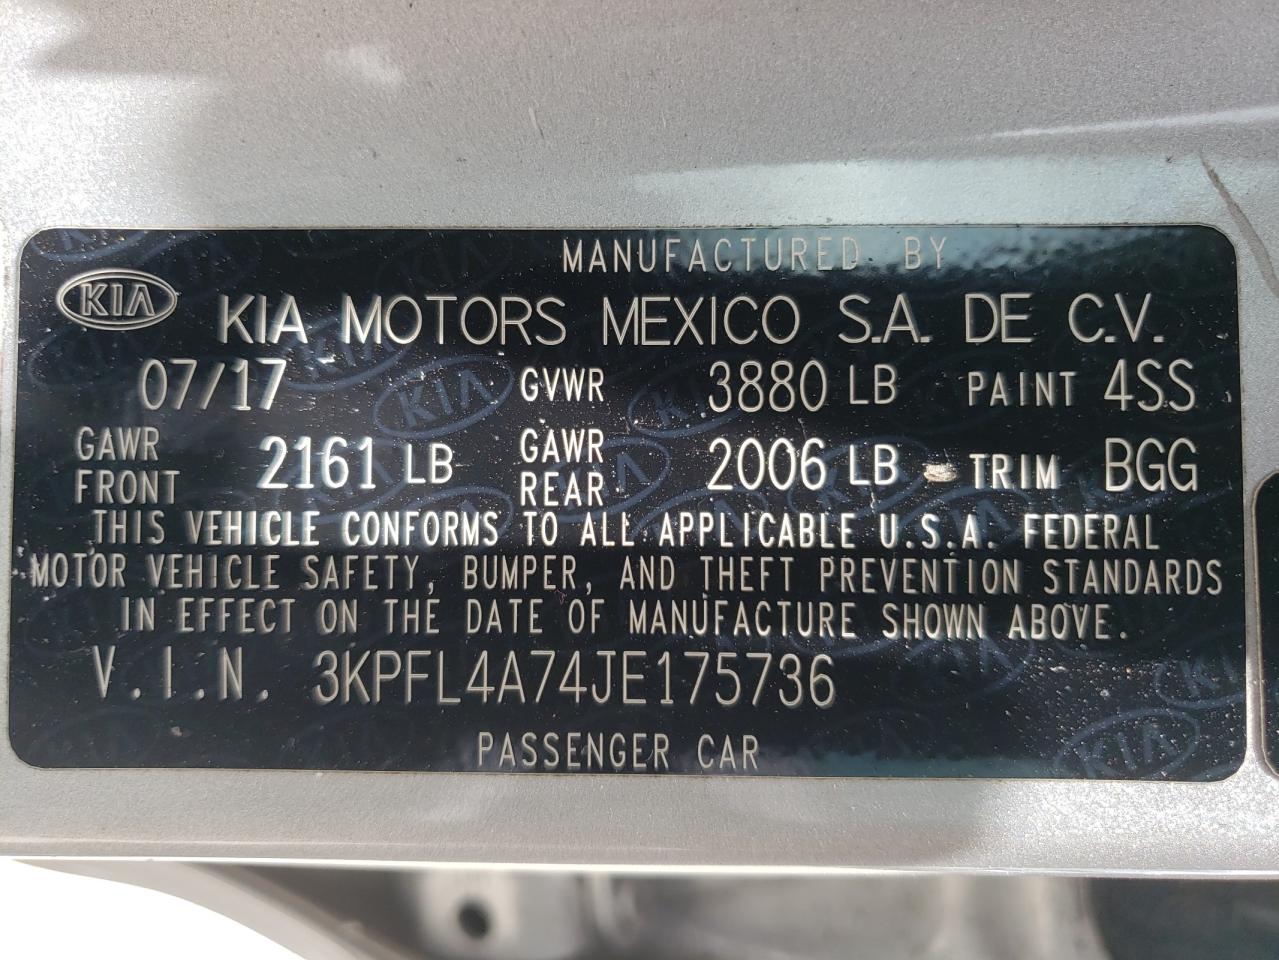 MANUFACTURED BY
KIA KIA MOTORS MEXICO S.A. DE C.V.
07/17 GVWR 3880 LB PAINT 4SS
GAWR FRONT 2161 LB GAWR REAR 2006 LB TRIM BGG
THIS VEHICLE CONFORMS TO ALL APPLICABLE U.S.A. FEDERAL
MOTOR VEHICLE SAFETY, BUMPER, AND THEFT PREVENTION STANDARDS
IN EFFECT ON THE DATE OF MANUFACTURE SHOWN ABOVE.
V.I.N. 3KPFL4A74JE175736
PASSENGER CAR